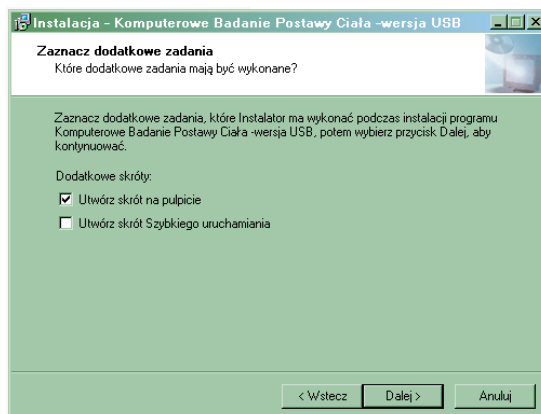 Instalacja - Komputerowe Badanie Postawy Ciała -wersja USB
Zaznacz dodatkowe zadania
Które dodatkowe zadania mają być wykonane?
Zaznacz dodatkowe zadania, które Instalator ma wykonać podczas instalacji programu
Komputerowe Badanie Postawy Ciała -wersja USB, potem wybierz przycisk Dalej, aby
kontynuować.
Dodatkowe skróty:
Utwórz skrót na pulpicie
Utwórz skrót Szybkiego uruchamiania
< Wstecz Dalej > Anuluj